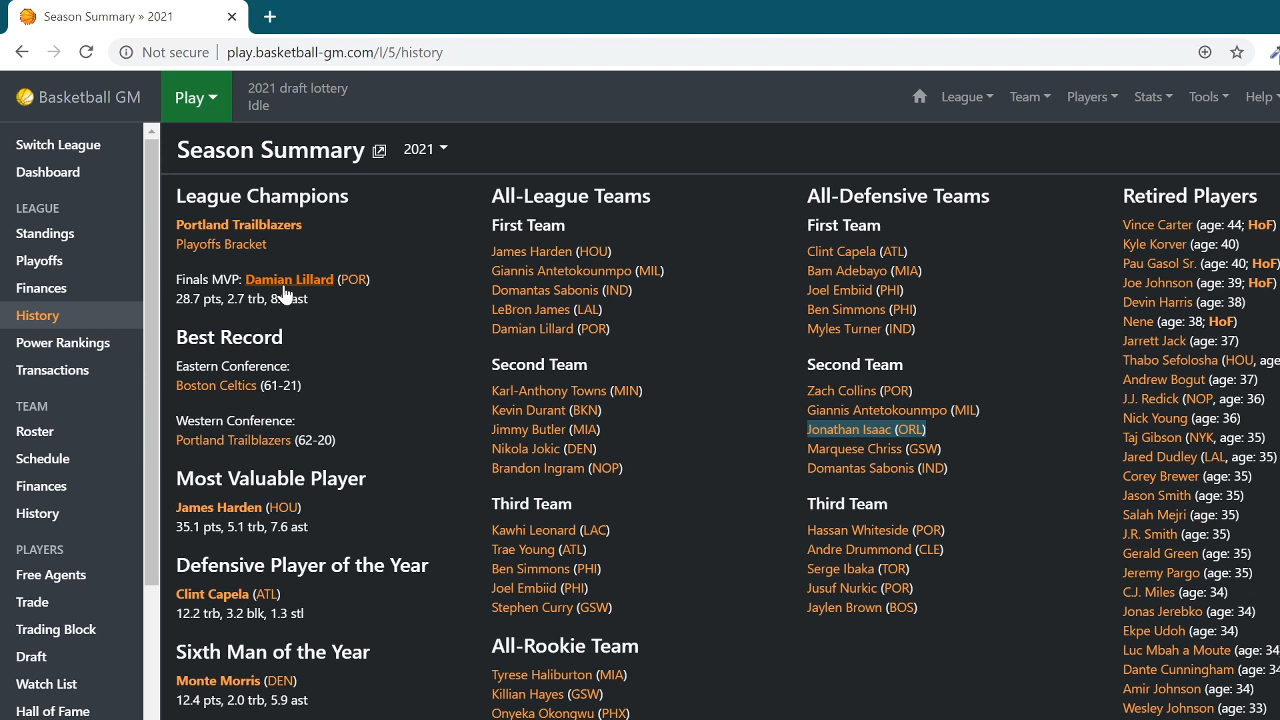 Season Summary » 2021
Not secure
play.basketball-gm.com/l/5/history
Basketball GM
Play
2021 draft lottery
Idle
League
Team
Players
Stats
Tools
Help
Switch League
Dashboard
LEAGUE
Standings
Playoffs
Finances
History
Power Rankings
Transactions
TEAM
Roster
Schedule
Finances
History
PLAYERS
Free Agents
Trade
Trading Block
Draft
Watch List
Hall of Fame
Season Summary
2021
League Champions
Portland Trailblazers
Playoffs Bracket
Finals MVP: Damian Lillard (POR)
28.7 pts, 2.7 trb, ast
Best Record
Eastern Conference:
Boston Celtics (61-21)
Western Conference:
Portland Trailblazers (62-20)
Most Valuable Player
James Harden (HOU)
35.1 pts, 5.1 trb, 7.6 ast
Defensive Player of the Year
Clint Capela (ATL)
12.2 trb, 3.2 blk, 1.3 stl
Sixth Man of the Year
Monte Morris (DEN)
12.4 pts, 2.0 trb, 5.9 ast
All-League Teams
First Team
James Harden (HOU)
Giannis Antetokounmpo (MIL)
Domantas Sabonis (IND)
LeBron James (LAL)
Damian Lillard (POR)
Second Team
Karl-Anthony Towns (MIN)
Kevin Durant (BKN)
Jimmy Butler (MIA)
Nikola Jokic (DEN)
Brandon Ingram (NOP)
Third Team
Kawhi Leonard (LAC)
Trae Young (ATL)
Ben Simmons (PHI)
Joel Embiid (PHI)
Stephen Curry (GSW)
All-Rookie Team
Tyrese Haliburton (MIA)
Killian Hayes (GSW)
Onyeka Okongwu (PHX)
All-Defensive Teams
First Team
Clint Capela (ATL)
Bam Adebayo (MIA)
Joel Embiid (PHI)
Ben Simmons (PHI)
Myles Turner (IND)
Second Team
Zach Collins (POR)
Giannis Antetokounmpo (MIL)
Jonathan Isaac (ORL)
Marquese Chriss (GSW)
Domantas Sabonis (IND)
Third Team
Hassan Whiteside (POR)
Andre Drummond (CLE)
Serge Ibaka (TOR)
Jusuf Nurkic (POR)
Jaylen Brown (BOS)
Retired Players
Vince Carter (age: 44; HoF)
Kyle Korver (age: 40)
Pau Gasol Sr. (age: 40; HoF)
Joe Johnson (age: 39; HoF)
Devin Harris (age: 38)
Nene (age: 38; HoF)
Jarrett Jack (age: 37)
Thabo Sefolosha (HOU, age
Andrew Bogut (age: 37)
J.J. Redick (NOP, age: 36)
Nick Young (age: 36)
Taj Gibson (NYK, age: 35)
Jared Dudley (LAL, age: 35)
Corey Brewer (age: 35)
Jason Smith (age: 35)
Salah Mejri (age: 35)
J.R. Smith (age: 35)
Gerald Green (age: 35)
Jeremy Pargo (age: 35)
C.J. Miles (age: 34)
Jonas Jerebko (age: 34)
Ekpe Udoh (age: 34)
Luc Mbah a Moute (age: 34
Dante Cunningham (age: 34
Amir Johnson (age: 34)
Wesley Johnson (age: 33)